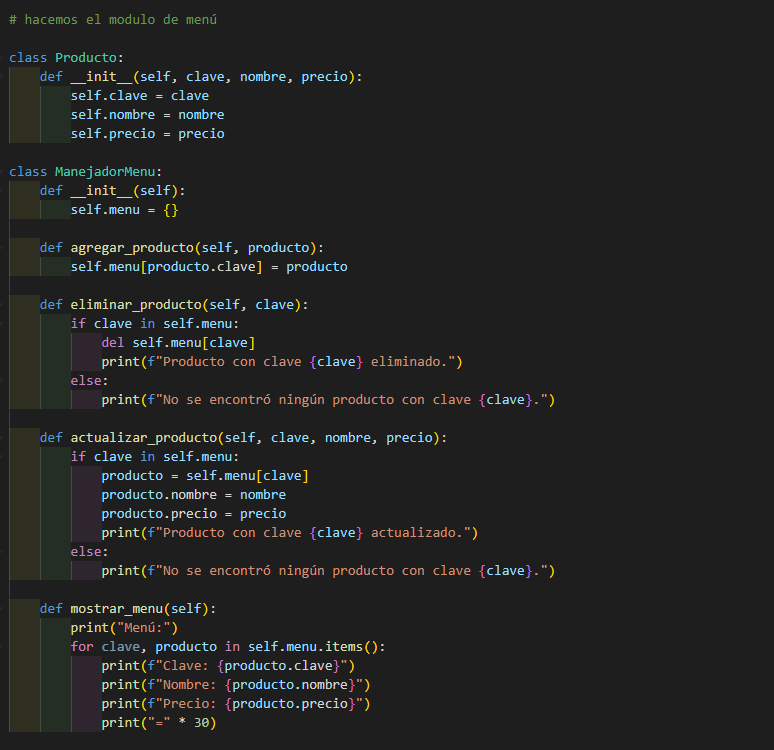 # hacemos el modulo de menú
class Producto:
    def __init__(self, clave, nombre, precio):
        self.clave = clave
        self.nombre = nombre
        self.precio = precio
class ManejadorMenu:
    def __init__(self):
        self.menu = {}
    def agregar_producto(self, producto):
        self.menu[producto.clave] = producto
    def eliminar_producto(self, clave):
        if clave in self.menu:
            del self.menu[clave]
            print(f"Producto con clave {clave} eliminado.")
        else:
            print(f"No se encontró ningún producto con clave {clave}.")
    def actualizar_producto(self, clave, nombre, precio):
        if clave in self.menu:
            producto = self.menu[clave]
            producto.nombre = nombre
            producto.precio = precio
            print(f"Producto con clave {clave} actualizado.")
        else:
            print(f"No se encontró ningún producto con clave {clave}.")
    def mostrar_menu(self):
        print("Menú:")
        for clave, producto in self.menu.items():
            print(f"Clave: {producto.clave}")
            print(f"Nombre: {producto.nombre}")
            print(f"Precio: {producto.precio}")
            print("=" * 30)